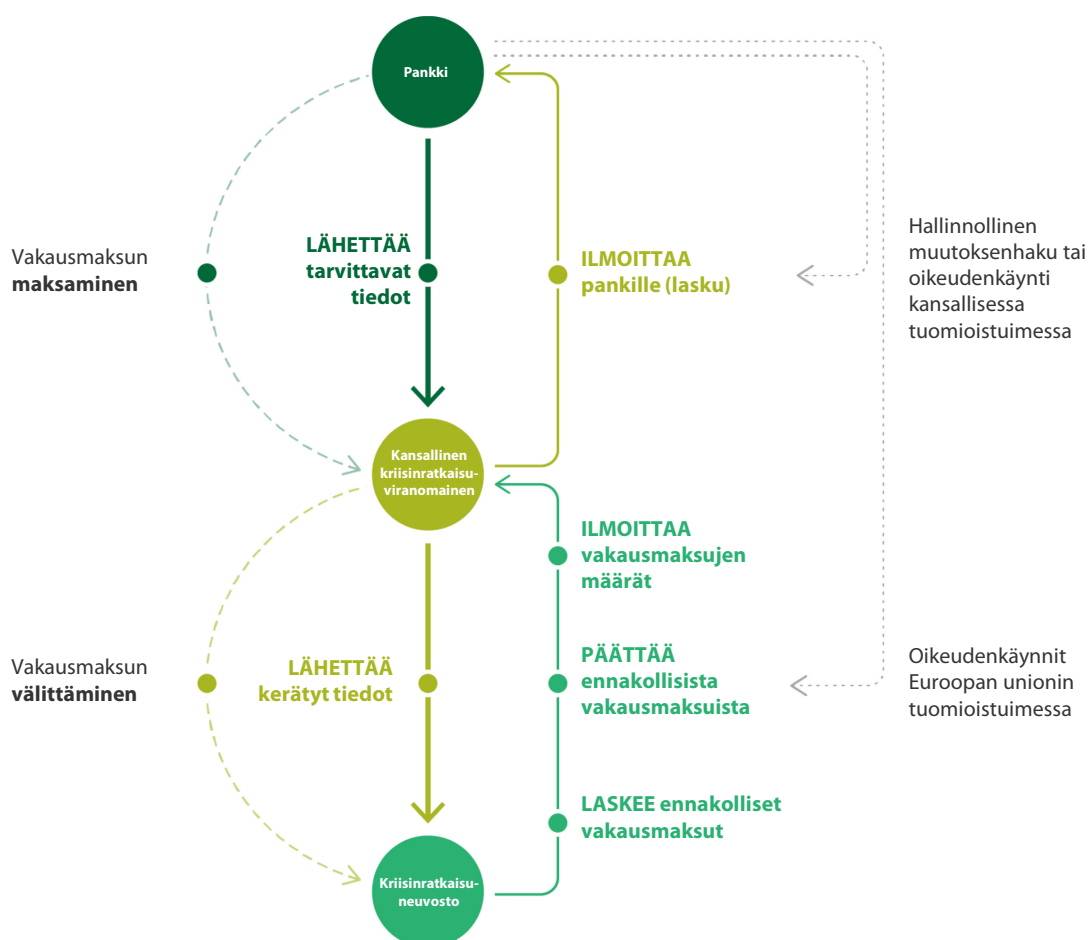 Pankki
Vakausmaksun
maksaminen
LÄHETTÄÄ
tarvittavat
tiedot
ILMOITTAA
pankille (lasku)
Hallinnollinen
muutoksenhaku tai
oikeudenkäynti
kansallisessa
tuomioistuimessa
Kansallinen
kriisinratkaisu-
viranomainen
ILMOITTAA
vakausmaksujen
määrät
Vakausmaksun
välittäminen
LÄHETTÄÄ
kerätyt tiedot
PÄÄTTÄÄ
ennakollisista
vakausmaksuista
Oikeudenkäynnit
Euroopan unionin
tuomioistuimessa
LASKEE ennakolliset
vakausmaksut
Kriisinratkaisu-
neuvosto